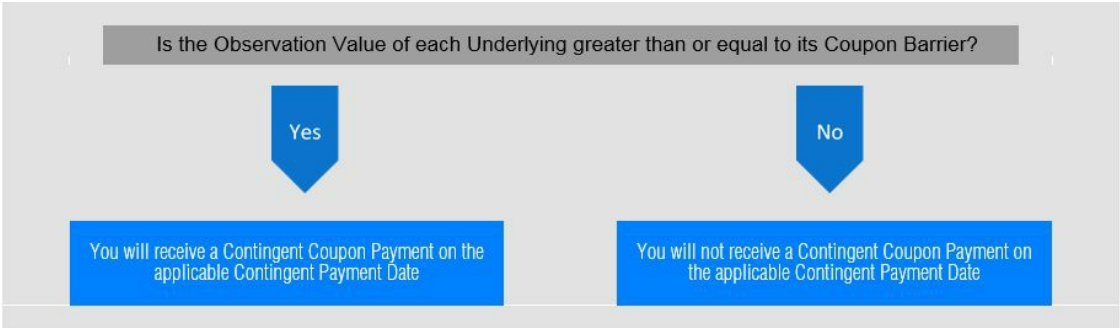 Is the Observation Value of each Underlying greater than or equal to its Coupon Barrier?
Yes
No
You will receive a Contingent Coupon Payment on the
applicable Contingent Payment Date
You will not receive a Contingent Coupon Payment on
the applicable Contingent Payment Date